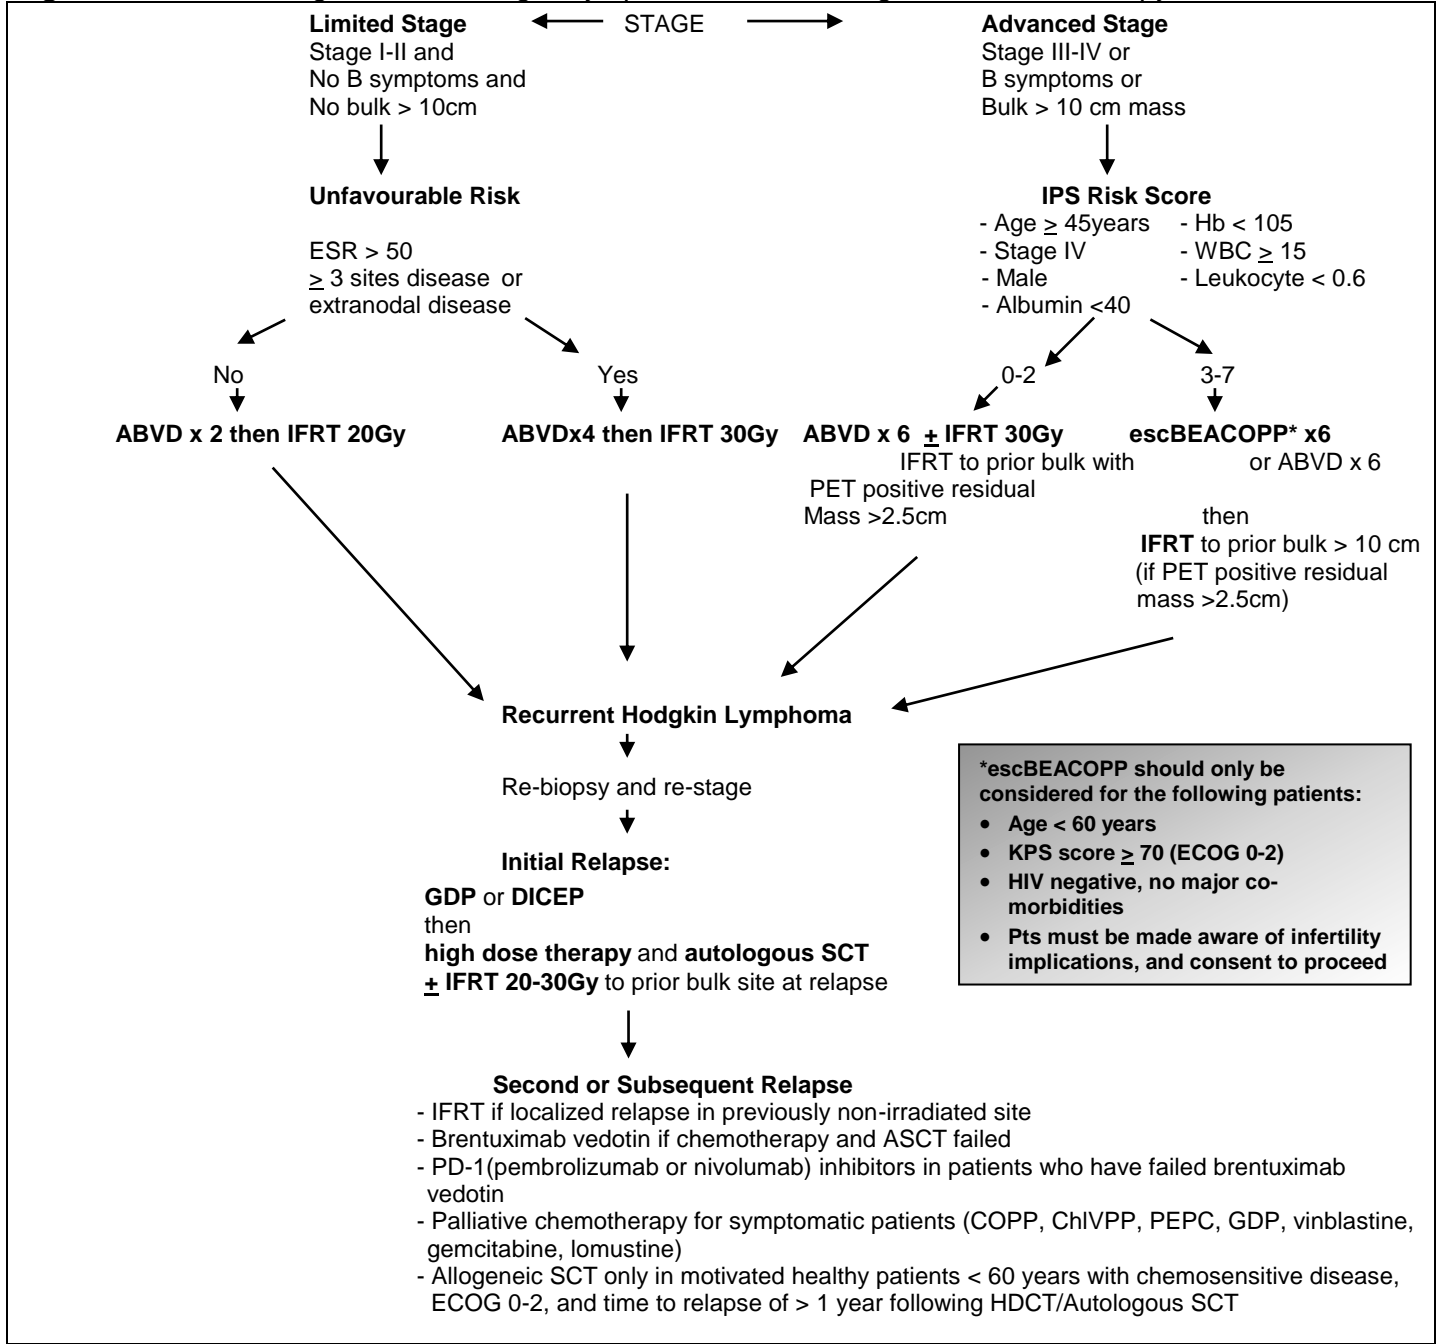 Limited Stage
STAGE
Advanced Stage
Stage I-II and
No B symptoms and
No bulk > 10cm
Stage III-IV or
B symptoms or
Bulk > 10 cm mass
Unfavourable Risk
ESR > 50
≥ 3 sites disease or
extranodal disease
IPS Risk Score
- Age ≥ 45years
- Stage IV
- Male
- Albumin <40
- Hb < 105
- WBC ≥ 15
- Leukocyte < 0.6
No
Yes
0-2
3-7
ABVD x 2 then IFRT 20Gy
ABVDx4 then IFRT 30Gy
ABVD x 6 ± IFRT 30Gy
IFRT to prior bulk with
PET positive residual
Mass >2.5cm
escBEACOPP* x6
or ABVD x 6
then
IFRT to prior bulk > 10 cm
(if PET positive residual
mass >2.5cm)
Recurrent Hodgkin Lymphoma
Re-biopsy and re-stage
Initial Relapse:
GDP or DICEP
then
high dose therapy and autologous SCT
± IFRT 20-30Gy to prior bulk site at relapse
*escBEACOPP should only be
considered for the following patients:
• Age < 60 years
• KPS score ≥ 70 (ECOG 0-2)
• HIV negative, no major co-
morbidities
• Pts must be made aware of infertility
implications, and consent to proceed
Second or Subsequent Relapse
- IFRT if localized relapse in previously non-irradiated site
- Brentuximab vedotin if chemotherapy and ASCT failed
- PD-1(pembrolizumab or nivolumab) inhibitors in patients who have failed brentuximab
vedotin
- Palliative chemotherapy for symptomatic patients (COPP, ChlVPP, PEPC, GDP, vinblastine,
gemcitabine, lomustine)
- Allogeneic SCT only in motivated healthy patients < 60 years with chemosensitive disease,
ECOG 0-2, and time to relapse of > 1 year following HDCT/Autologous SCT